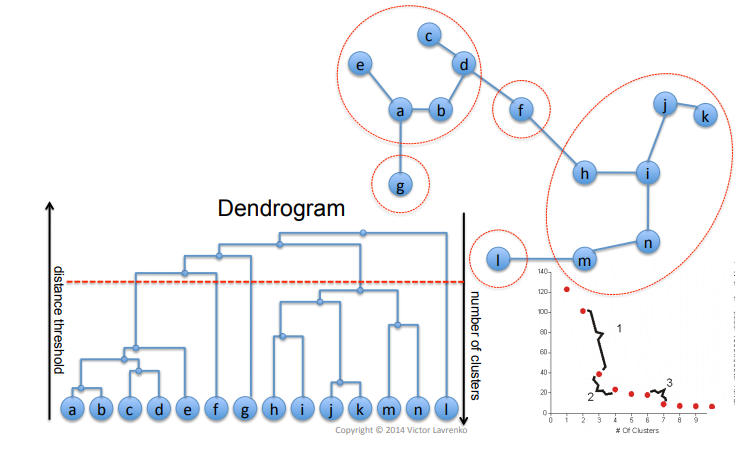 c
e
d
a
b
f
g
j
k
h
i
n
l
m
Dendrogram
distance threshold
number of clusters
a b c d e f g h i j k m n l
Copyright © 2014 Victor Lavrenko
140
120
100
80
60
40
20
0
1
2
3
0 1 2 3 4 5 6 7 8 9
# Of Clusters